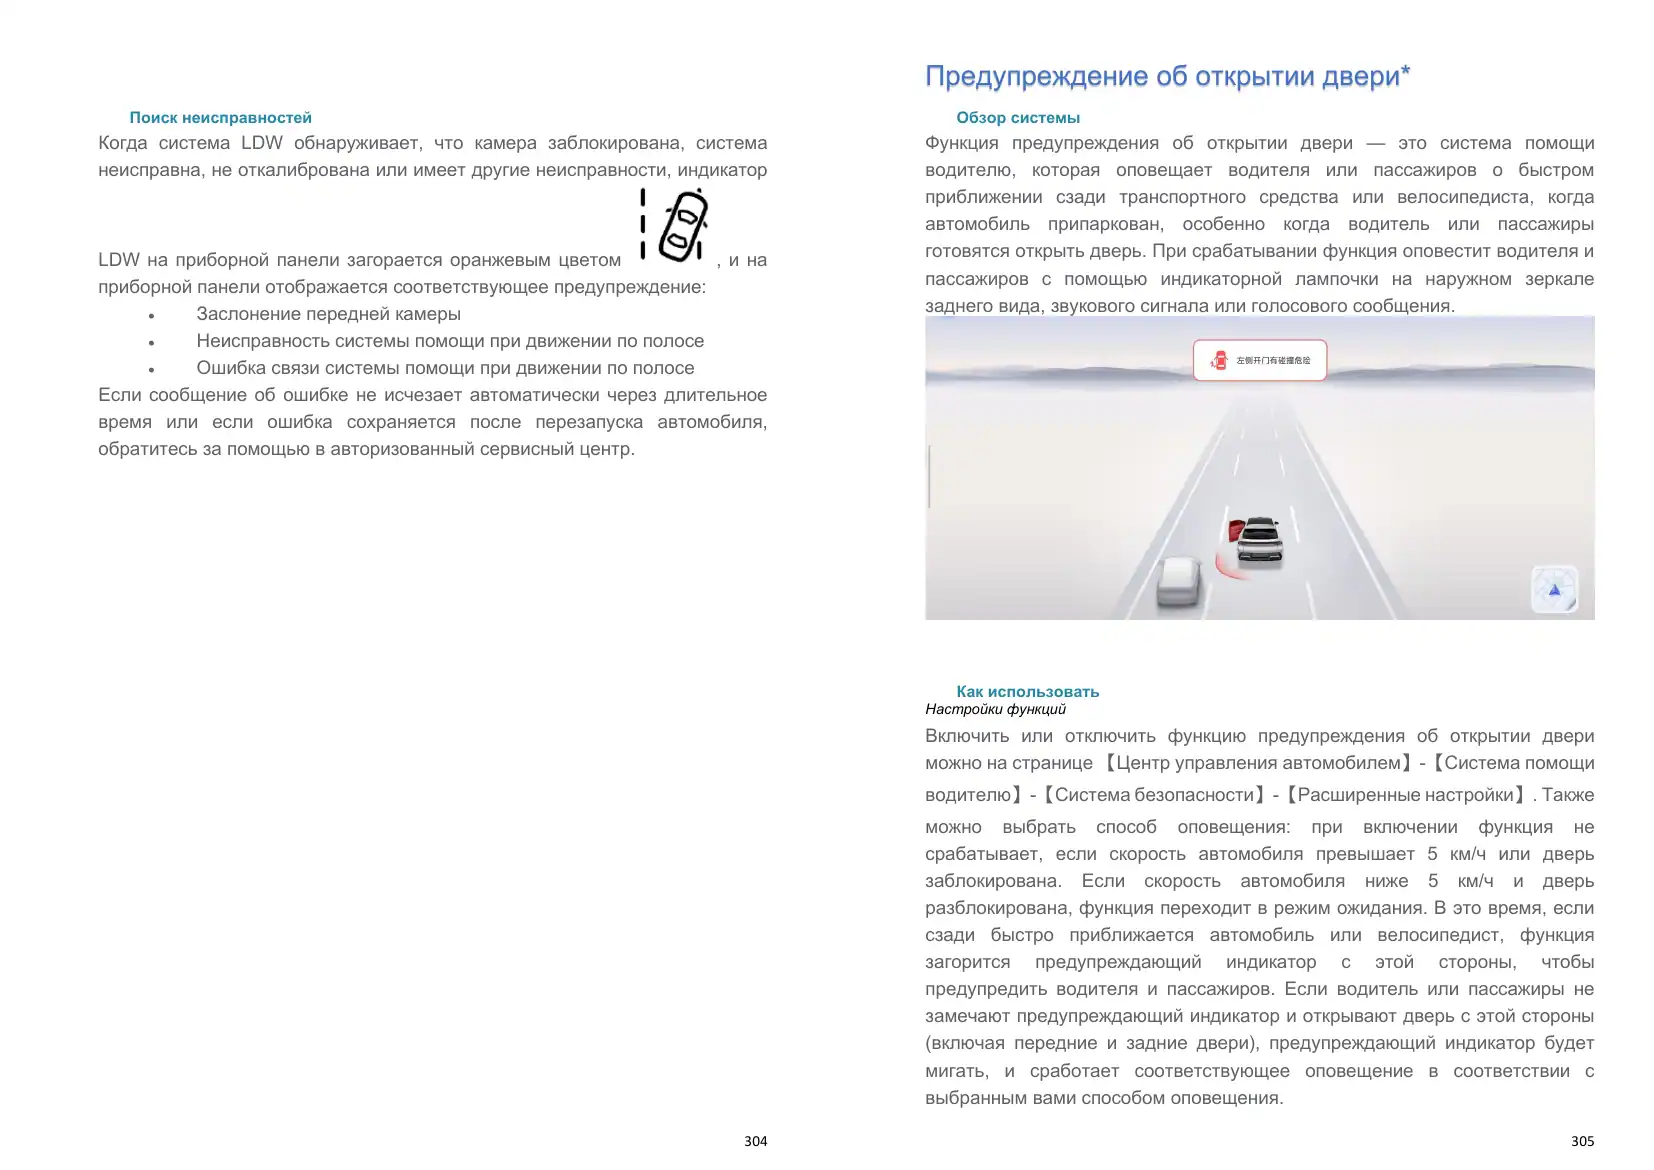 Поиск неисправностей
Когда система LDW обнаруживает, что камера заблокирована, система
неисправна, не откалибрована или имеет другие неисправности, индикатор
LDW на приборной панели загорается оранжевым цветом , и на
приборной панели отображается соответствующее предупреждение:
• Заслонение передней камеры
• Неисправность системы помощи при движении по полосе
• Ошибка связи системы помощи при движении по полосе
Если сообщение об ошибке не исчезает автоматически через длительное
время или если ошибка сохраняется после перезапуска автомобиля,
обратитесь за помощью в авторизованный сервисный центр.
304
Предупреждение об открытии двери*
Обзор системы
Функция предупреждения об открытии двери — это система помощи
водителю, которая оповещает водителя или пассажиров о быстром
приближении сзади транспортного средства или велосипедиста, когда
автомобиль припаркован, особенно когда водитель или пассажиры
готовятся открыть дверь. При срабатывании функция оповестит водителя и
пассажиров с помощью индикаторной лампочки на наружном зеркале
заднего вида, звукового сигнала или голосового сообщения.
左侧开门有碰撞危险
Как использовать
Настройки функций
Включить или отключить функцию предупреждения об открытии двери
можно на странице 【Центр управления автомобилем】-【Система помощи
водителю】-【Система безопасности】-【Расширенные настройки】. Также
можно выбрать способ оповещения: при включении функция не
срабатывает, если скорость автомобиля превышает 5 км/ч или дверь
заблокирована. Если скорость автомобиля ниже 5 км/ч и дверь
разблокирована, функция переходит в режим ожидания. В это время, если
сзади быстро приближается автомобиль или велосипедист, функция
загорится предупреждающий индикатор с этой стороны, чтобы
предупредить водителя и пассажиров. Если водитель или пассажиры не
замечают предупреждающий индикатор и открывают дверь с этой стороны
(включая передние и задние двери), предупреждающий индикатор будет
мигать, и сработает соответствующее оповещение в соответствии с
выбранным вами способом оповещения.
305